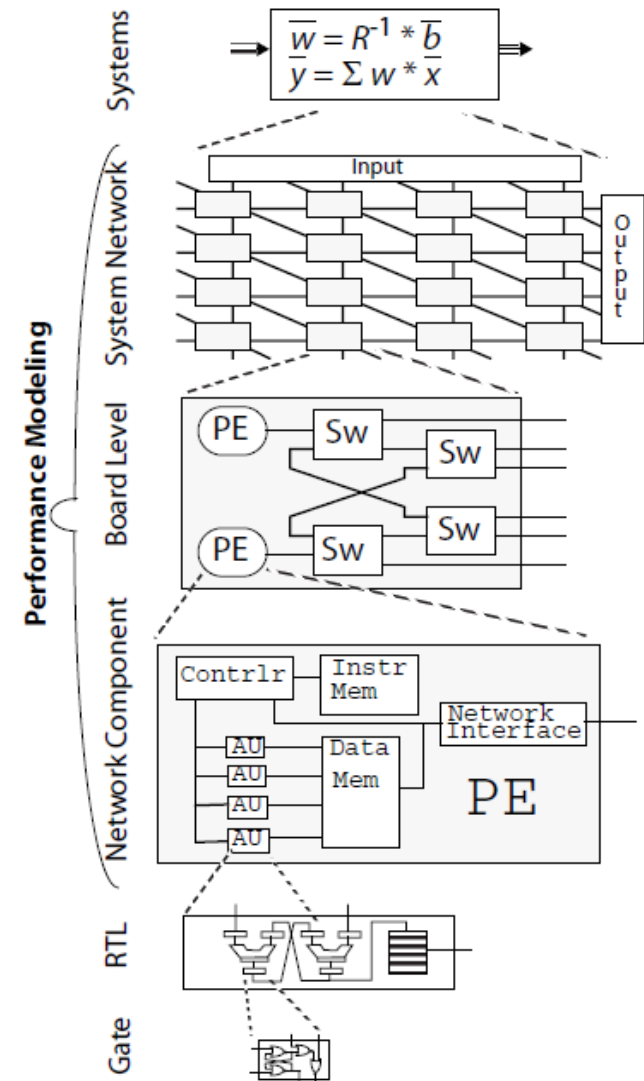 Systems
w̅ = R⁻¹ * b̅
y̅ = Σ w * x̅
Performance Modeling
System Network
Input
Output
Board Level
PE
Sw
Sw
PE
Sw
Sw
Network Component
Contrlr
Instr
Mem
AU
AU
AU
AU
Data
Mem
Network
Interface
PE
RTL
Gate